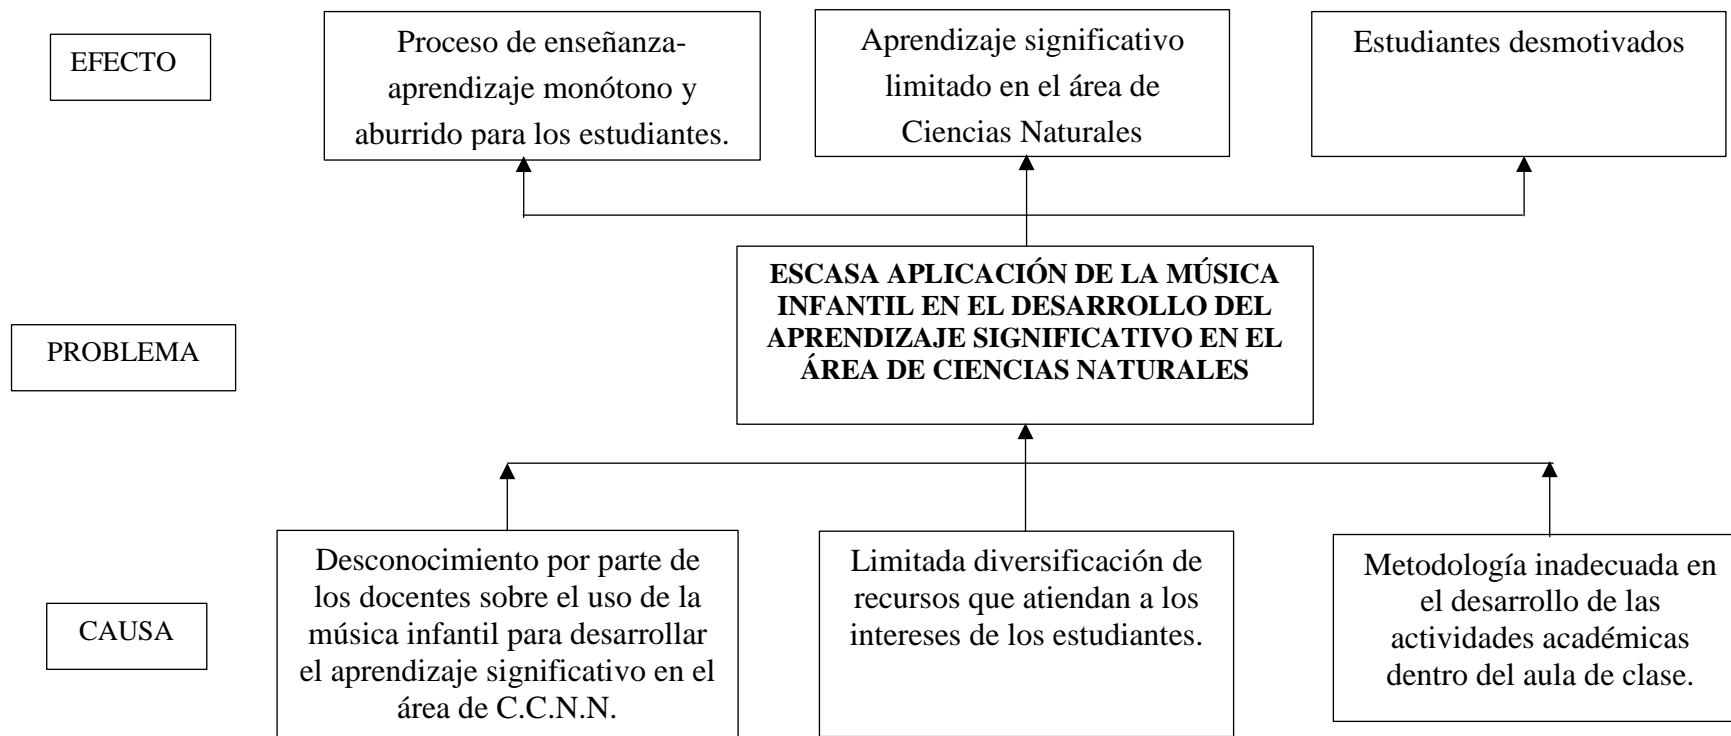 EFECTO
Proceso de enseñanza-
aprendizaje monótono y
aburrido para los estudiantes.
Aprendizaje significativo
limitado en el área de
Ciencias Naturales
Estudiantes desmotivados
PROBLEMA
ESCASA APLICACIÓN DE LA MÚSICA
INFANTIL EN EL DESARROLLO DEL
APRENDIZAJE SIGNIFICATIVO EN EL
ÁREA DE CIENCIAS NATURALES
CAUSA
Desconocimiento por parte de
los docentes sobre el uso de la
música infantil para desarrollar
el aprendizaje significativo en el
área de C.C.N.N.
Limitada diversificación de
recursos que atiendan a los
intereses de los estudiantes.
Metodología inadecuada en
el desarrollo de las
actividades académicas
dentro del aula de clase.